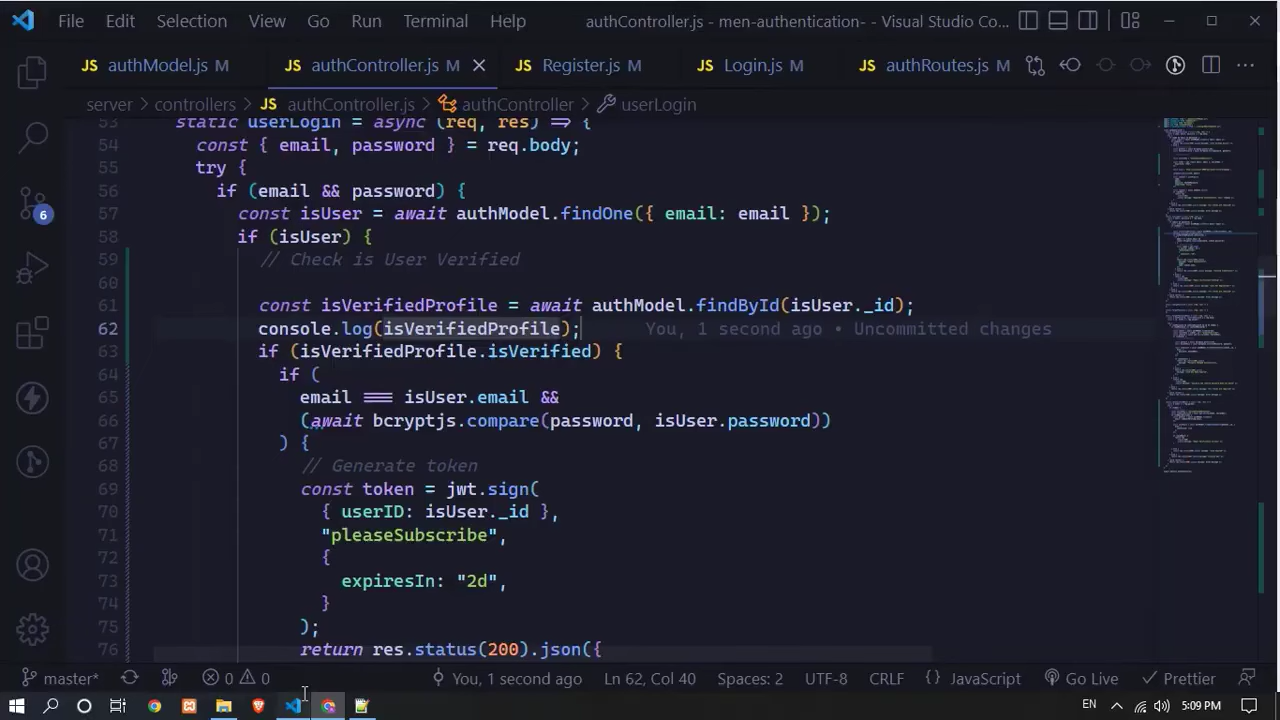 File Edit Selection View Go Run Terminal Help authController.js - men-authentication- - Visual Studio Co...
JS authModel.js M JS authController.js M JS Register.js M JS Login.js M JS authRoutes.js M
server > controllers > JS authController.js > authController > userLogin
53 static userLogin = async (req, res) => {
54 const { email, password } = req.body;
55 try {
56 if (email && password) {
57 const isUser = await authModel.findOne({ email: email });
58 if (isUser) {
59 // Check is User Verified
60
61 const isVerifiedProfile = await authModel.findById(isUser._id);
62 console.log(isVerifiedProfile); You, 1 second ago • Uncommitted changes
63 if (isVerifiedProfile.isVerified) {
64 if (
65 email === isUser.email &&
66 (await bcryptjs.compare(password, isUser.password))
67 ) {
68 // Generate token
69 const token = jwt.sign(
70 { userID: isUser._id },
71 "pleaseSubscribe",
72 {
73 expiresIn: "2d",
74 }
75 );
76 return res.status(200).json({
6
master* 0 0 You, 1 second ago Ln 62, Col 40 Spaces: 2 UTF-8 CRLF {} JavaScript Go Live Prettier
EN 5:09 PM